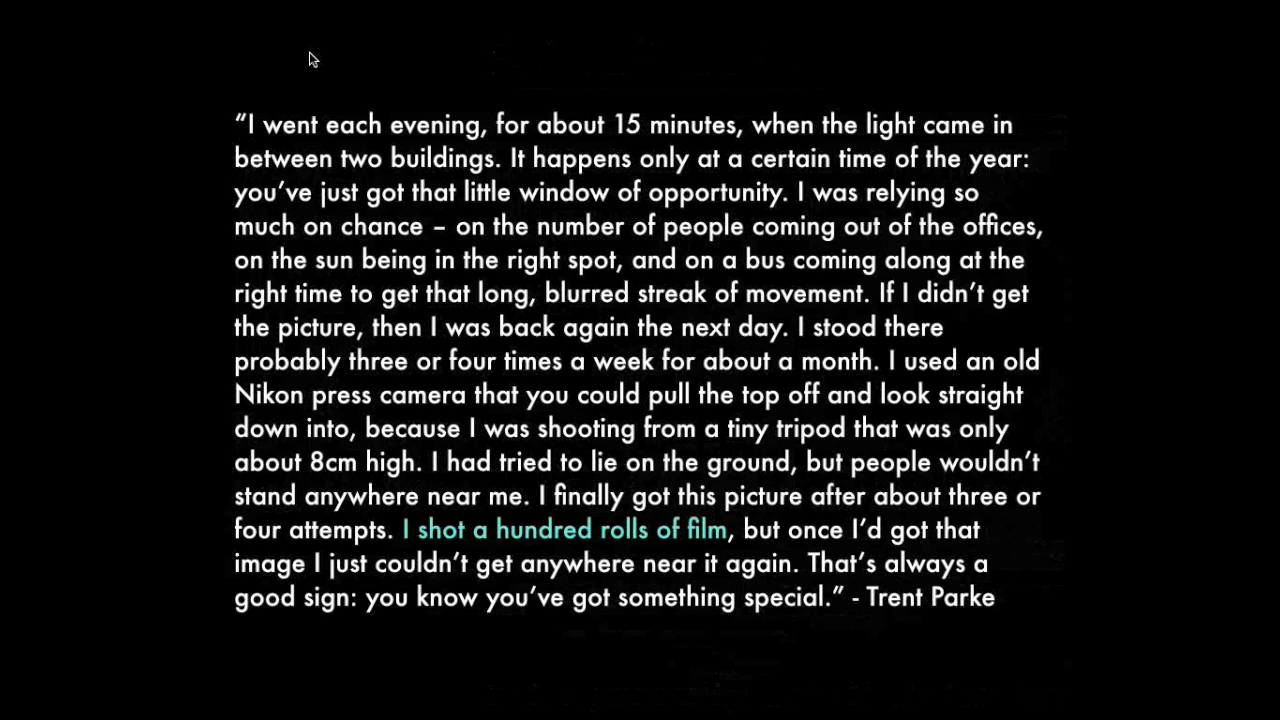 “I went each evening, for about 15 minutes, when the light came in
between two buildings. It happens only at a certain time of the year:
you’ve just got that little window of opportunity. I was relying so
much on chance – on the number of people coming out of the offices,
on the sun being in the right spot, and on a bus coming along at the
right time to get that long, blurred streak of movement. If I didn’t get
the picture, then I was back again the next day. I stood there
probably three or four times a week for about a month. I used an old
Nikon press camera that you could pull the top off and look straight
down into, because I was shooting from a tiny tripod that was only
about 8cm high. I had tried to lie on the ground, but people wouldn’t
stand anywhere near me. I finally got this picture after about three or
four attempts. I shot a hundred rolls of film, but once I’d got that
image I just couldn’t get anywhere near it again. That’s always a
good sign: you know you’ve got something special.” - Trent Parke